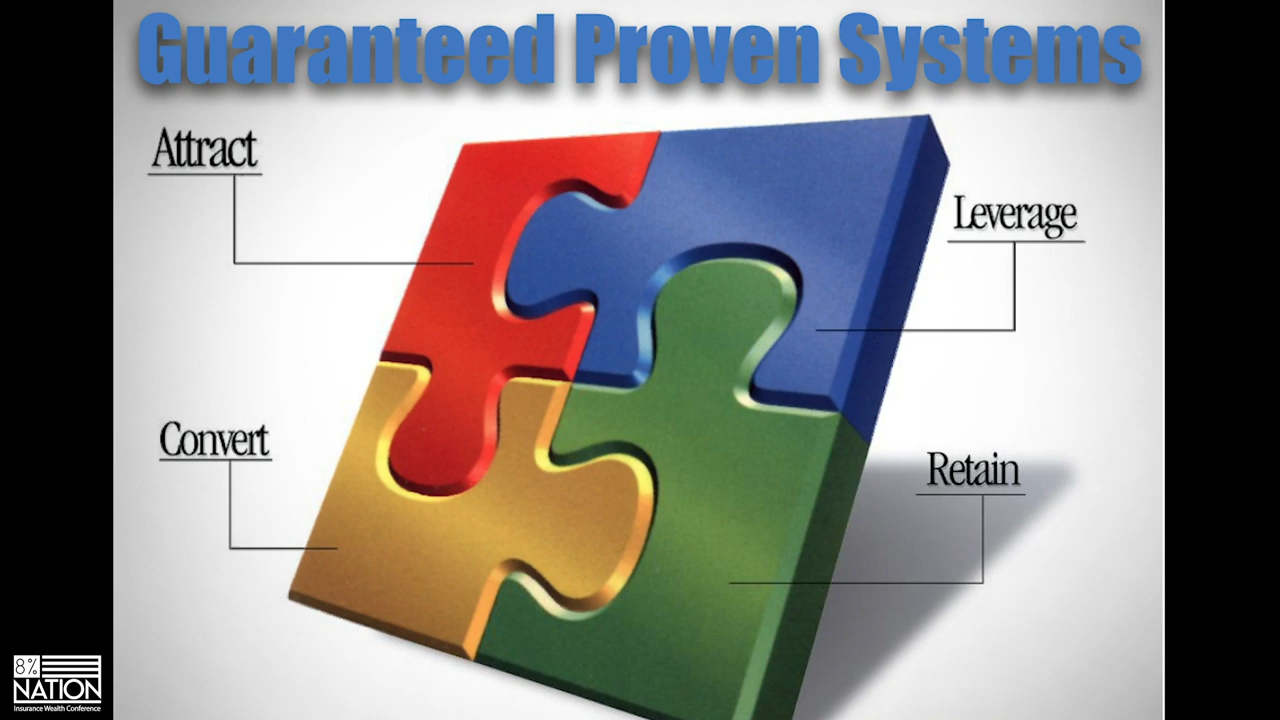 Guaranteed Proven Systems
Attract
Leverage
Convert
Retain
8%
NATION
Insurance Wealth Conference